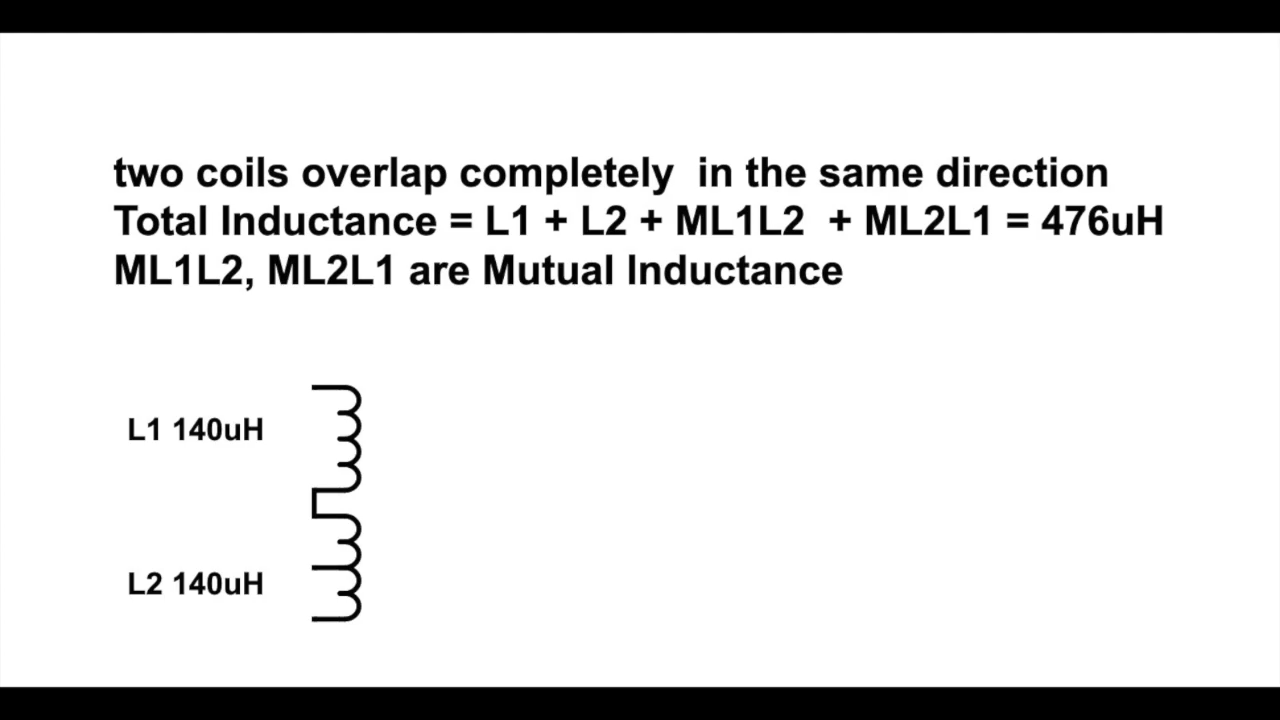 two coils overlap completely  in the same direction
Total Inductance = L1 + L2 + ML1L2  + ML2L1 = 476uH
ML1L2, ML2L1 are Mutual Inductance
L1 140uH
L2 140uH